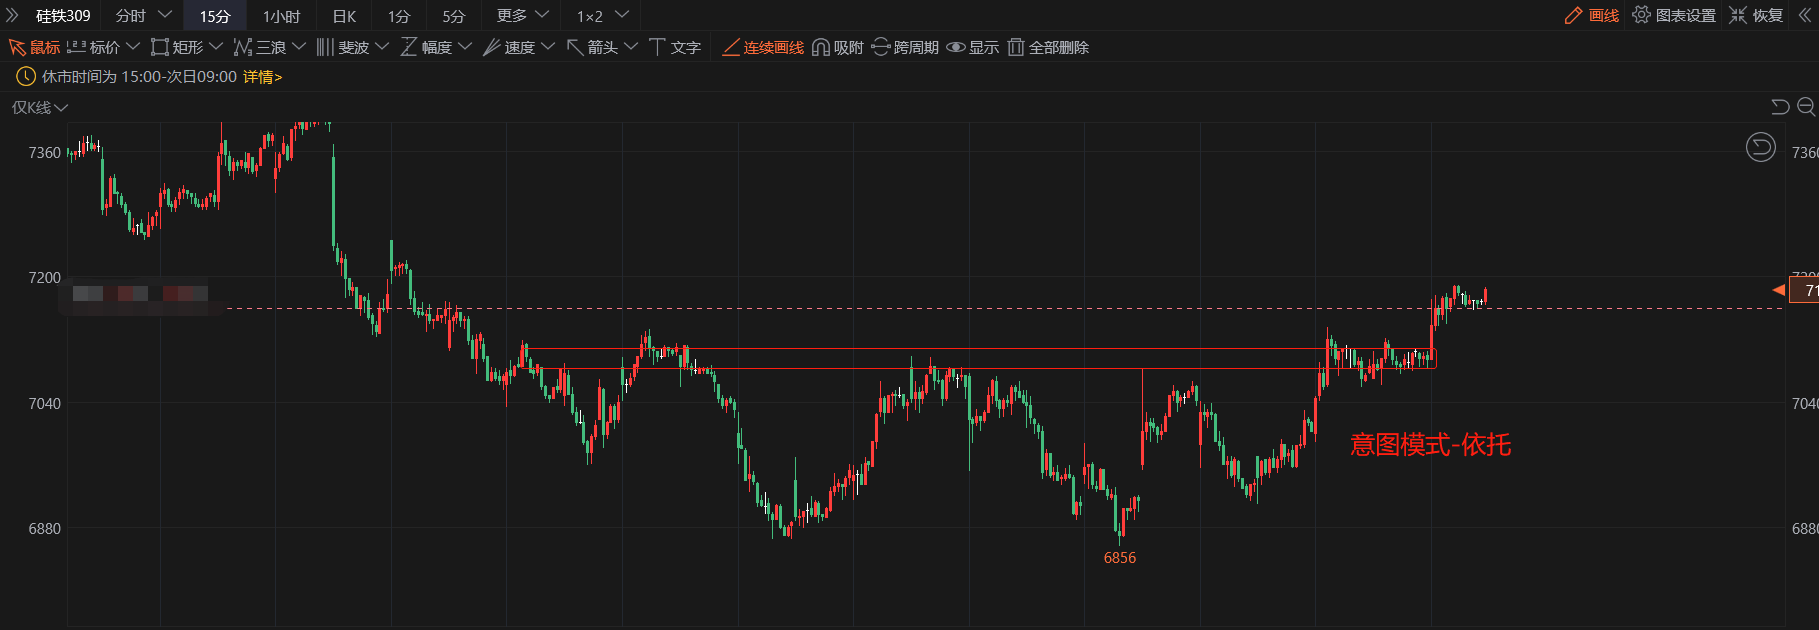 硅铁309 分时 15分 1小时 日K 1分 5分 更多 1×2 画线 图表设置 恢复
鼠标 标价 矩形 三浪 斐波 幅度 速度 箭头 文字 连续画线 吸附 跨周期 显示 全部删除
休市时间为 15:00-次日09:00 详情>
仅K线
7360 7360
7200
71
7040 7040
意图模式-依托
6880 6880
6856